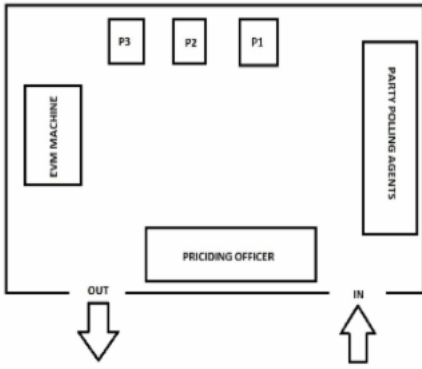 P3
P2
P1
EVM MACHINE
PARTY POLLING AGENTS
PRICIDING OFFICER
OUT
IN